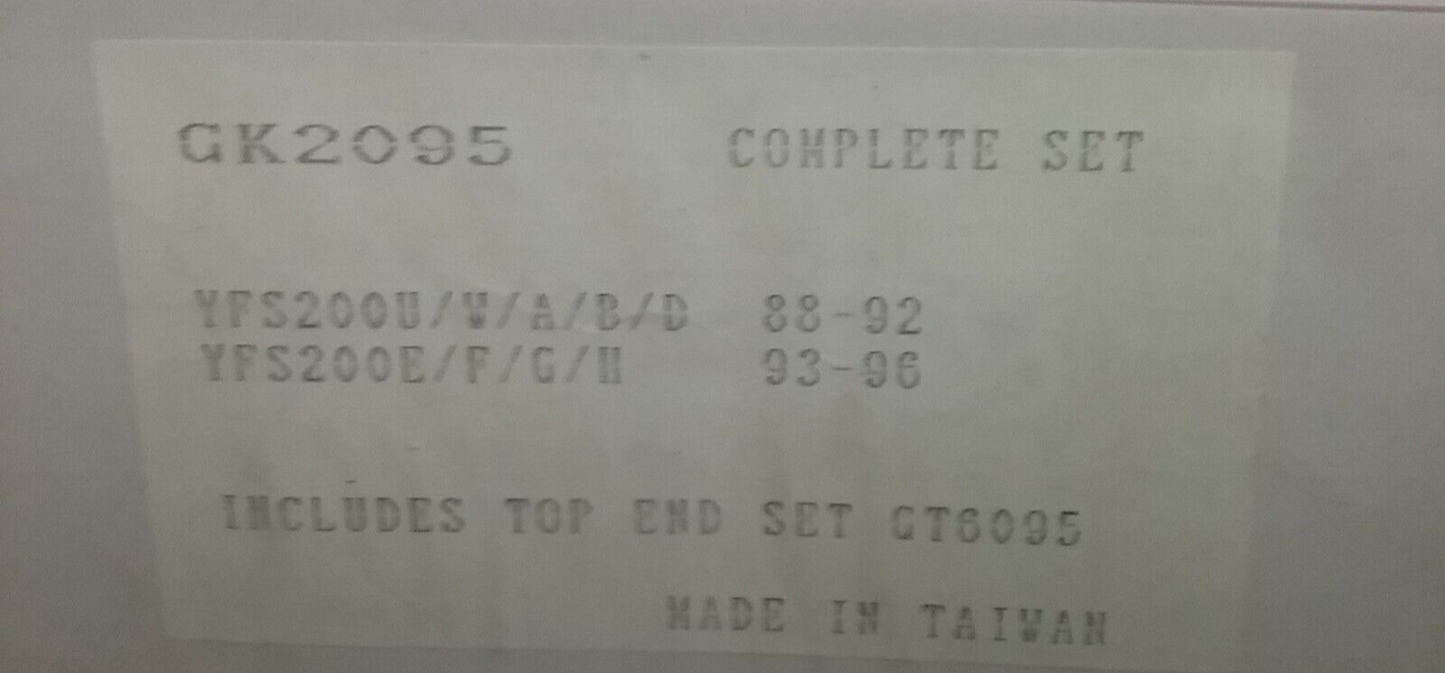 GK2095 COMPLETE SET
YFS200U/W/A/B/D 88-92
YFS200E/F/G/H 93-96
INCLUDES TOP END SET GT6095
MADE IN TAIWAN